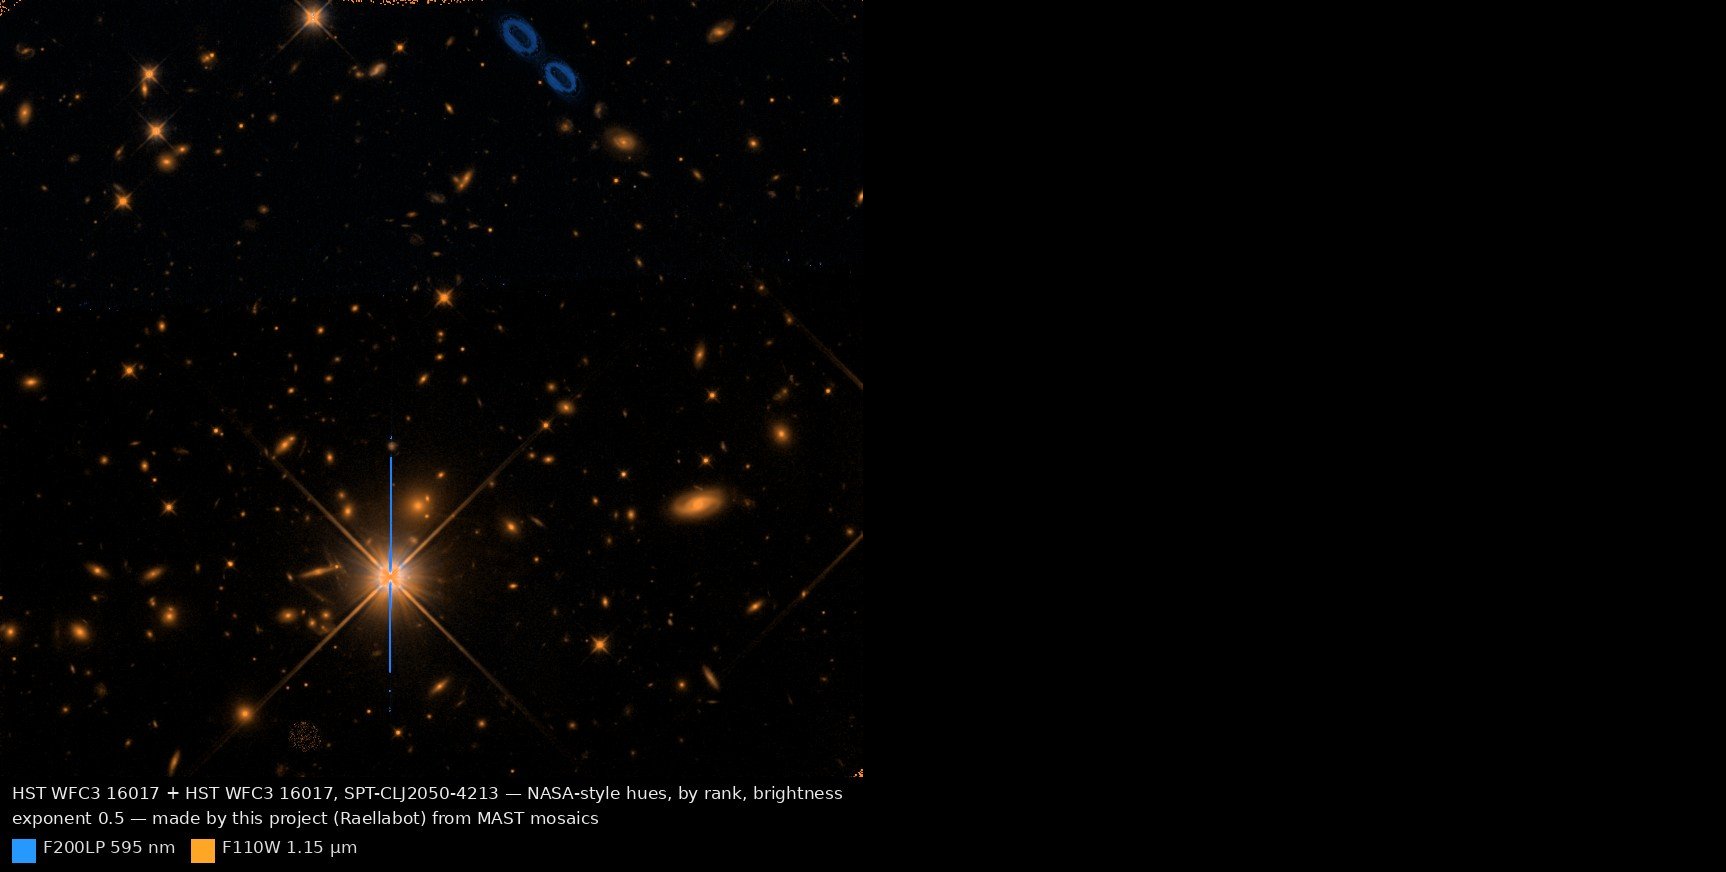 HST WFC3 16017 + HST WFC3 16017, SPT-CLJ2050-4213 — NASA-style hues, by rank, brightness
exponent 0.5 — made by this project (Raellabot) from MAST mosaics
F200LP 595 nm F110W 1.15 µm